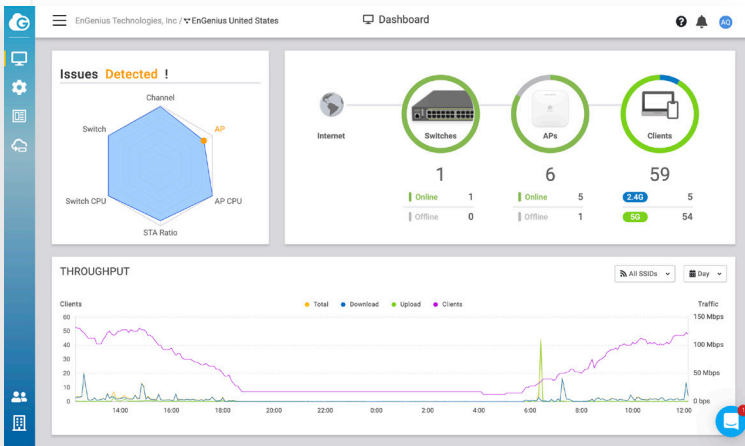 EnGenius Technologies, Inc / EnGenius United States
Dashboard
AQ
Issues Detected !
Channel
Switch
AP
Switch CPU
AP CPU
STA Ratio
Internet
Switches
APs
Clients
1
6
59
Online 1
Online 5
2.4G 5
Offline 0
Offline 1
5G 54
THROUGHPUT
All SSIDs
Day
Clients
Total
Download
Upload
Clients
Traffic
60
50
40
30
20
10
0
150 Mbps
100 Mbps
50 Mbps
0 bps
14:00
16:00
18:00
20:00
22:00
0:00
2:00
4:00
6:00
8:00
10:00
12:00